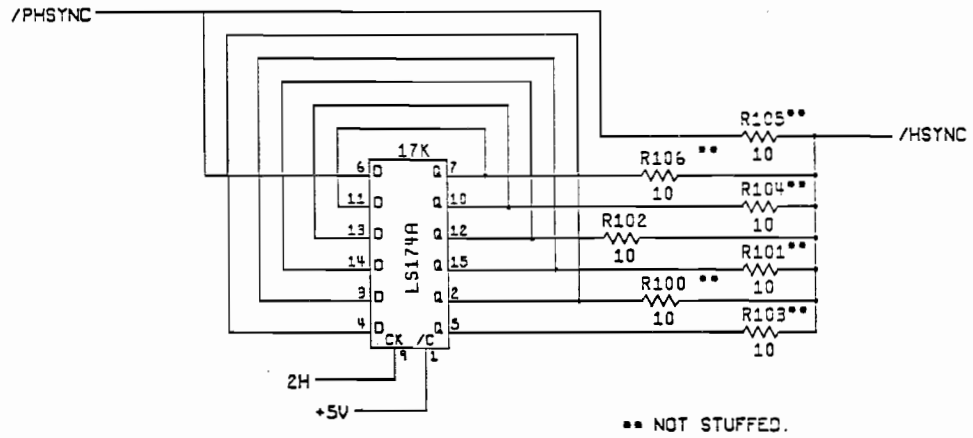 /PHSYNC
R105**
10
/HSYNC
17K
R106 **
10
6 D Q 7
R104**
10
11 D Q 10
R102
10
13 D Q 12
LS174A
R101**
10
14 D Q 15
R100 **
10
3 D Q 2
R103**
10
4 D Q 5
CK /C
9 1
2H
+5V
** NOT STUFFED.